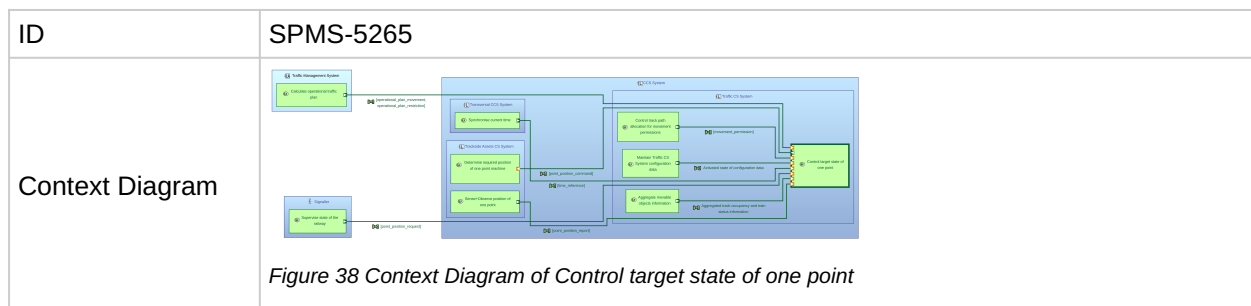 ID
SPMS-5265
Context Diagram
Traffic Management System
Calculate operational traffic
plan
[operational_plan_movement,
operational_plan_restriction]
CCS System
Transversal CCS System
Synchronise current time
Trackside Assets CS System
Determine required position
of one point machine
Sensor:Observe position of
one point
[point_position_command]
[time_reference]
[point_position_report]
Traffic CS System
Control track path
allocation for movement
permissions
[movement_permission]
Maintain Traffic CS
System configuration
data
Activated state of configuration data
Aggregate movable
objects information
Aggregated track occupancy and train
status information
Control target state of
one point
Signaller
Supervise state of the
railway
[point_position_request]
Figure 38 Context Diagram of Control target state of one point